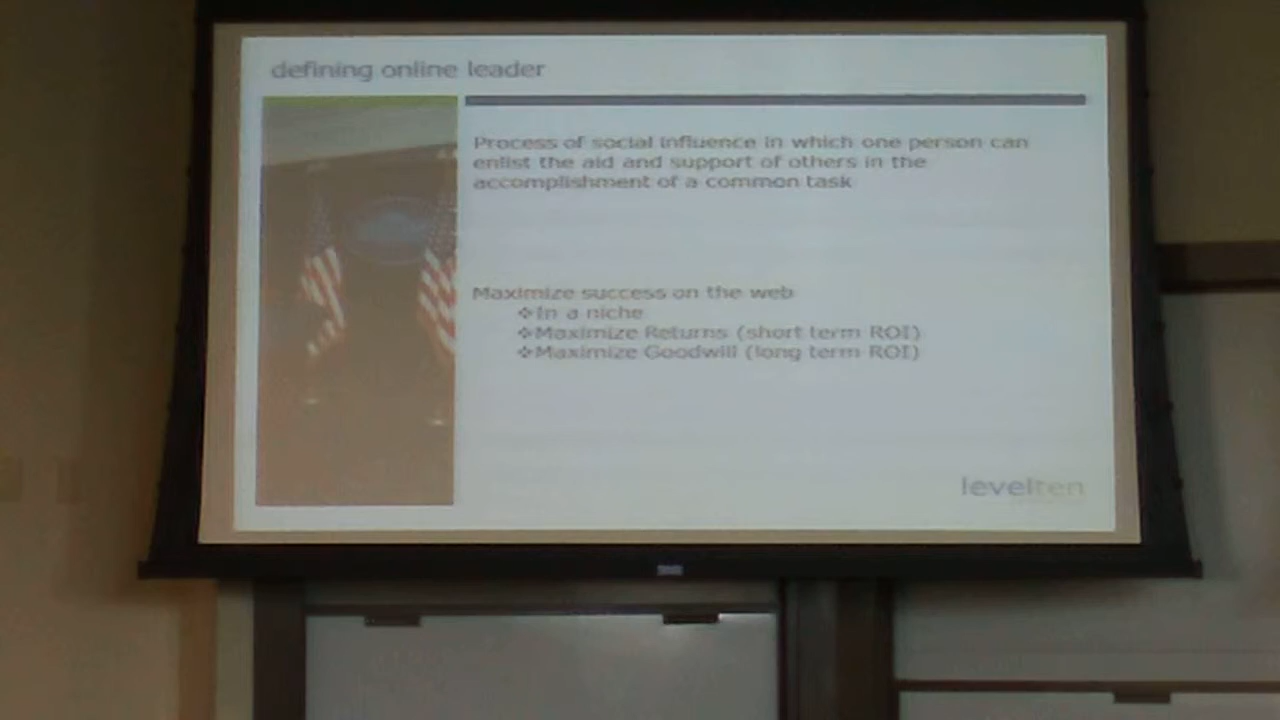 defining online leader
Process of social influence in which one person can
enlist the aid and support of others in the
accomplishment of a common task
Maximize success on the web
❖In a niche
❖Maximize Returns (short term ROI)
❖Maximize Goodwill (long term ROI)
levelten